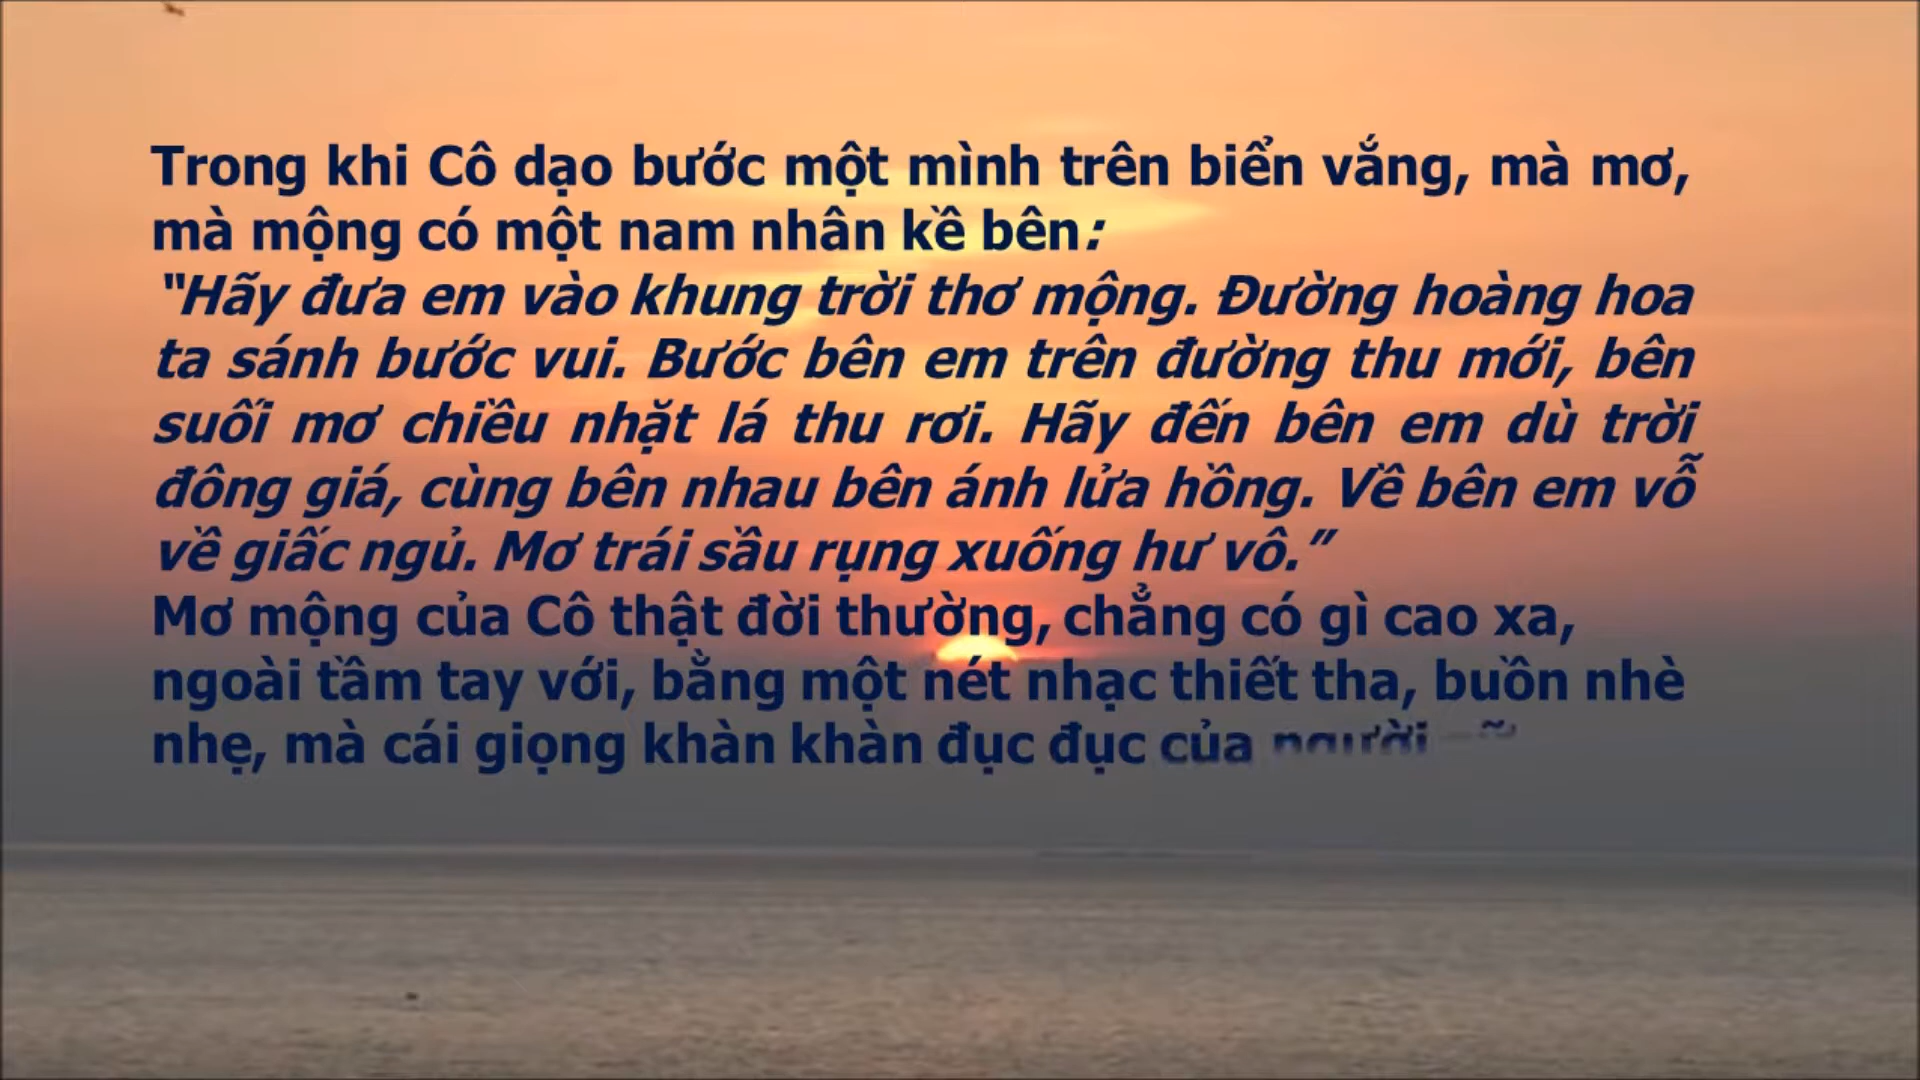 Trong khi Cô dạo bước một mình trên biển vắng, mà mơ,
mà mộng có một nam nhân kề bên:
“Hãy đưa em vào khung trời thơ mộng. Đường hoàng hoa
ta sánh bước vui. Bước bên em trên đường thu mới, bên
suối mơ chiều nhặt lá thu rơi. Hãy đến bên em dù trời
đông giá, cùng bên nhau bên ánh lửa hồng. Về bên em vỗ
về giấc ngủ. Mơ trái sầu rụng xuống hư vô.”
Mơ mộng của Cô thật đời thường, chẳng có gì cao xa,
ngoài tầm tay với, bằng một nét nhạc thiết tha, buồn nhè
nhẹ, mà cái giọng khàn khàn đục đục của người